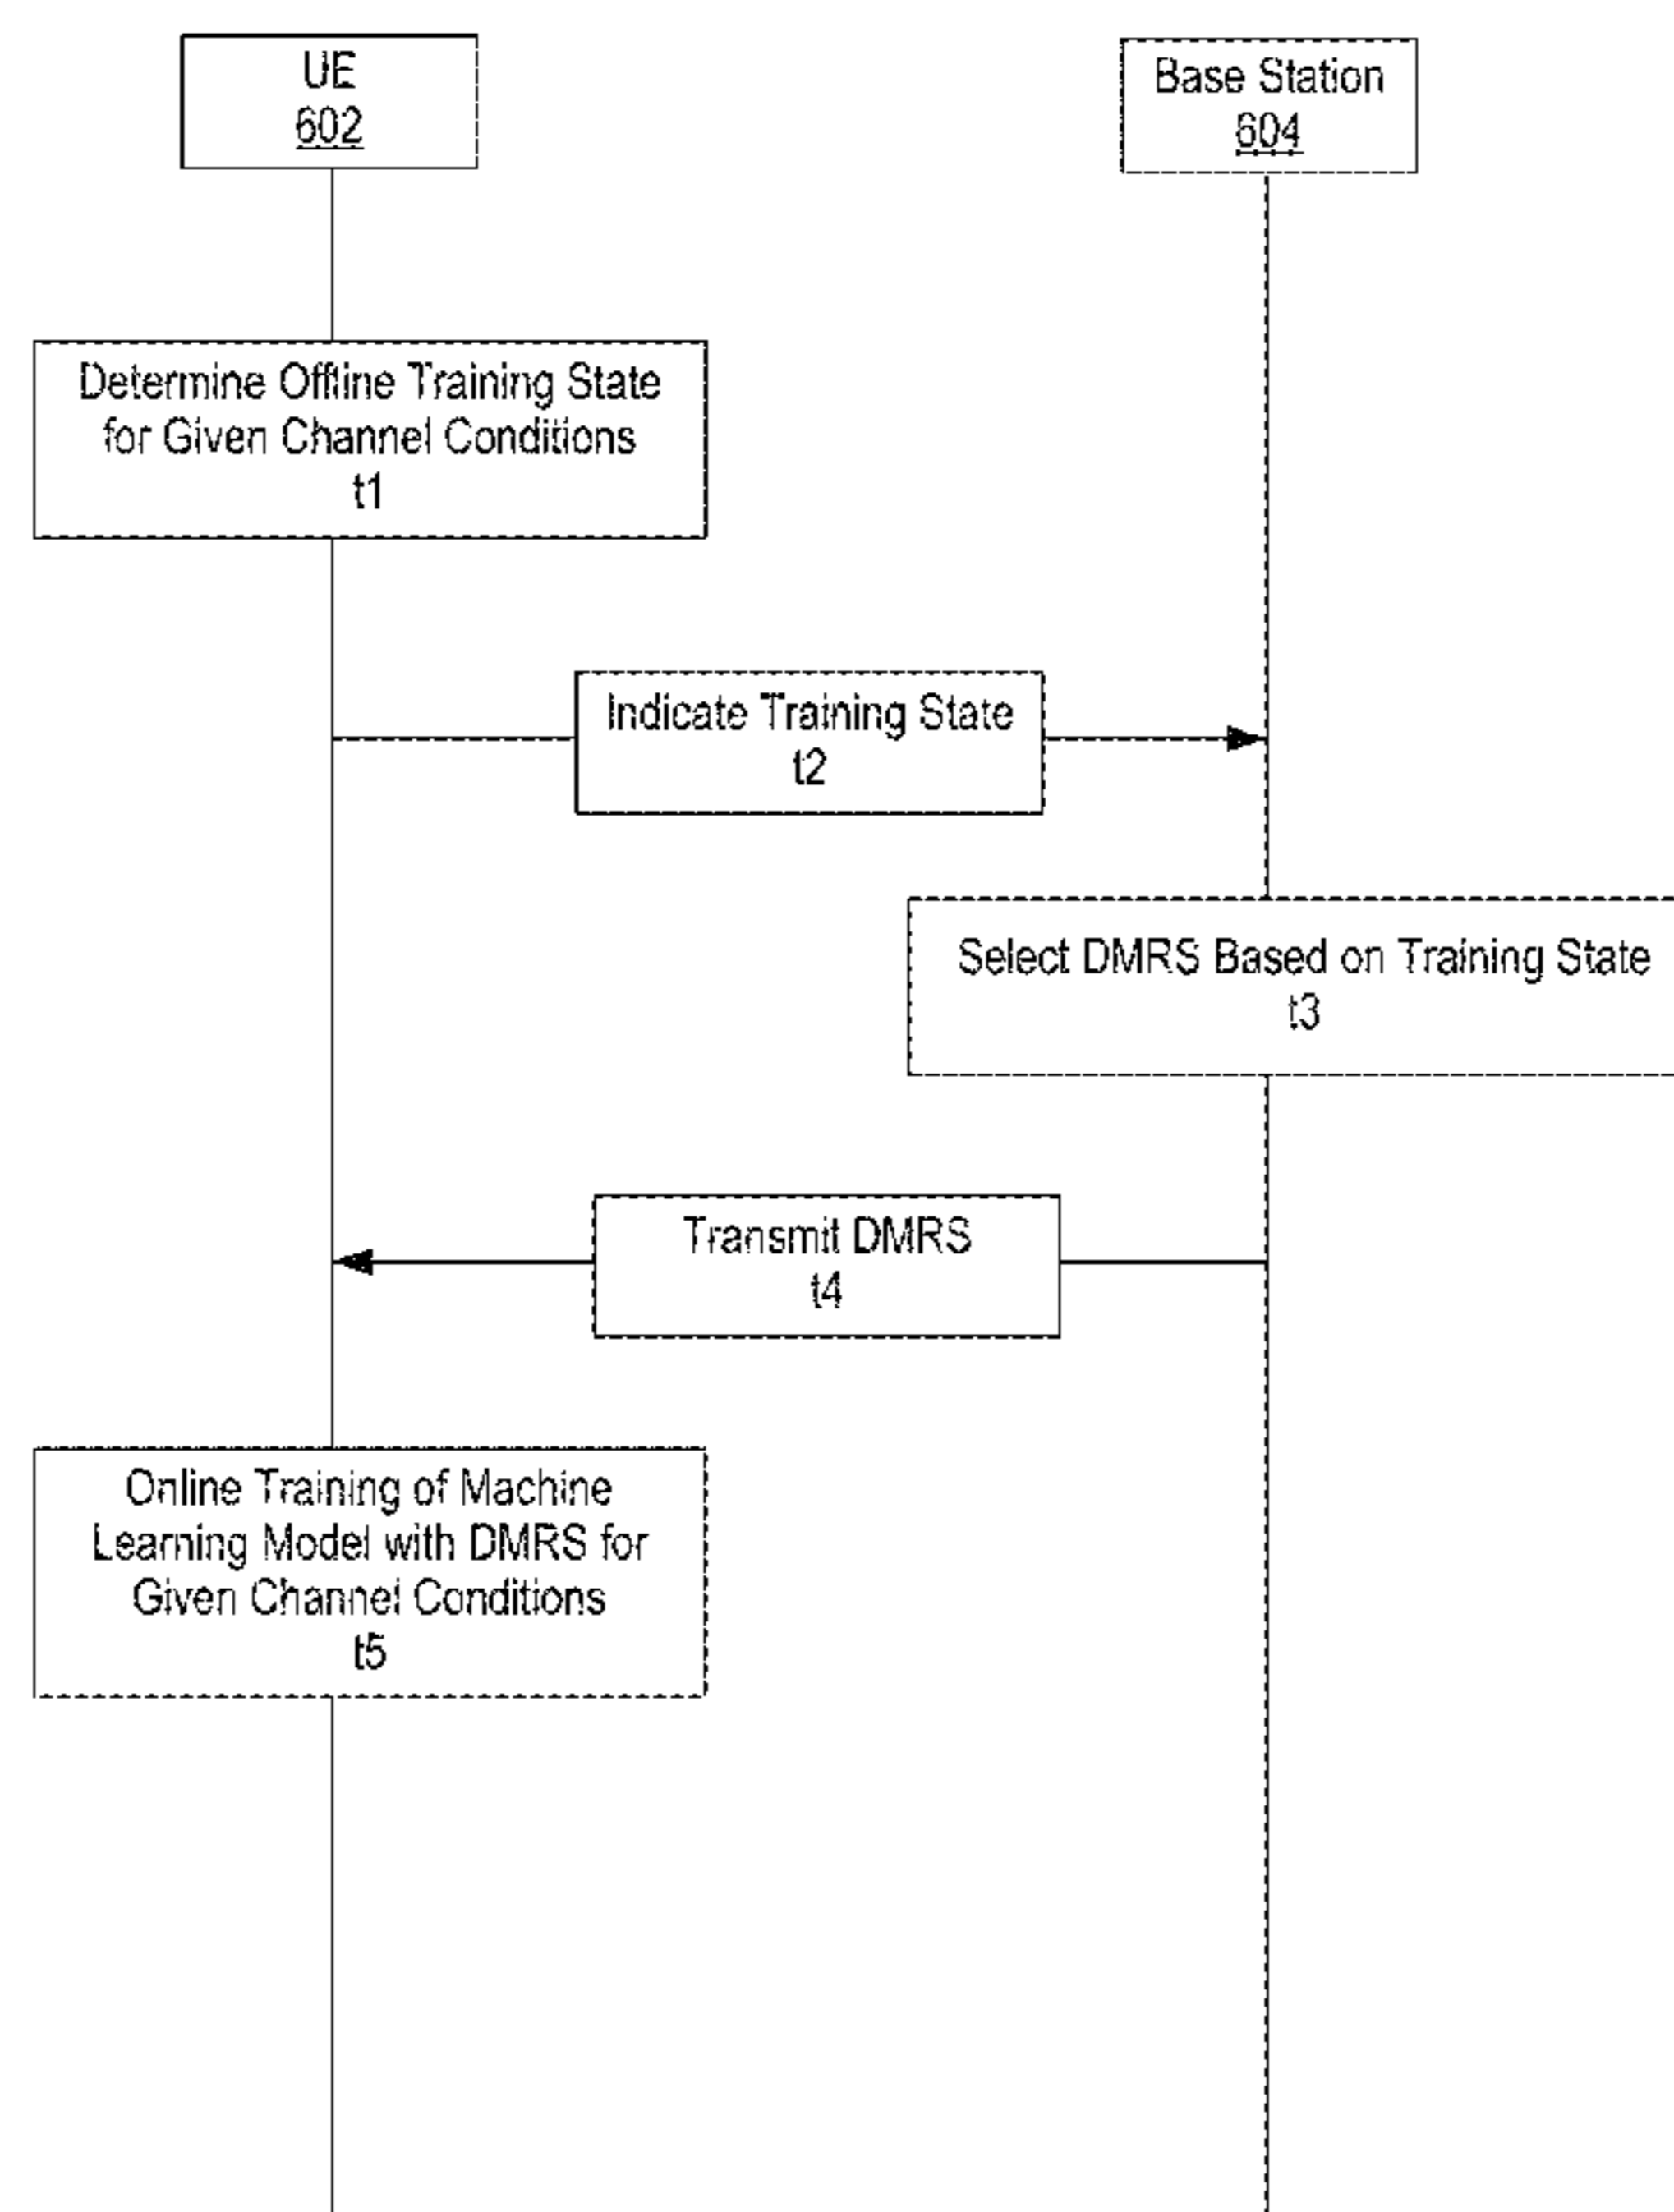 UE
602
Base Station
604
Determine Offline Training State
for Given Channel Conditions
t1
Indicate Training State
t2
Select DMRS Based on Training State
t3
Transmit DMRS
t4
Online Training of Machine
Learning Model with DMRS for
Given Channel Conditions
t5